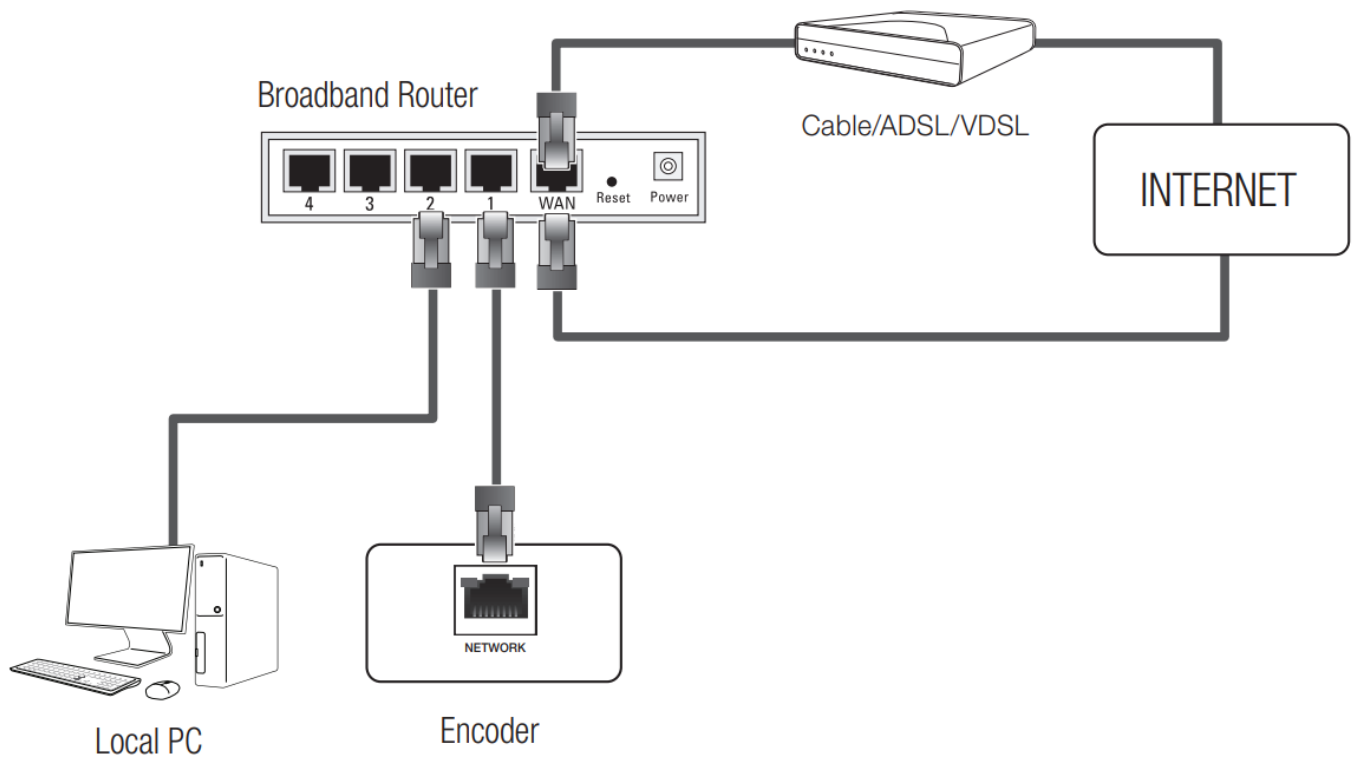 Broadband Router
Cable/ADSL/VDSL
INTERNET
4 3 2 1 WAN Reset Power
NETWORK
Local PC
Encoder